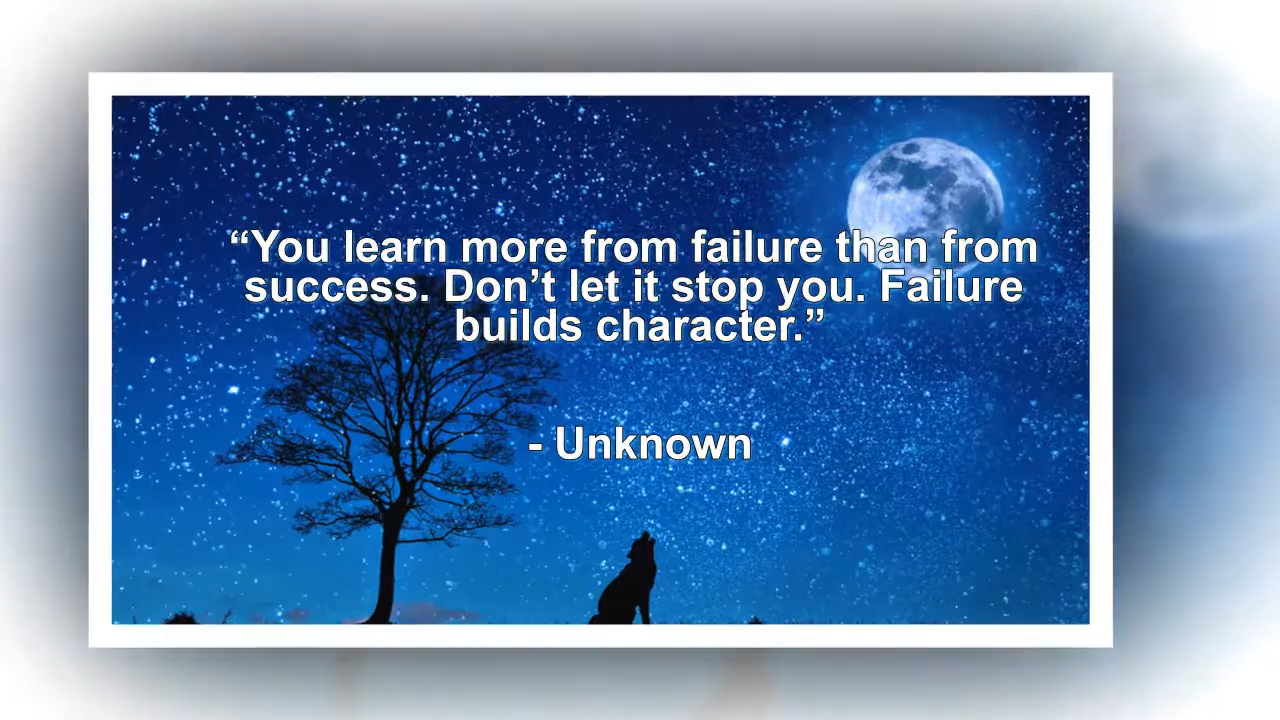 “You learn more from failure than from
success. Don’t let it stop you. Failure
builds character.”
- Unknown